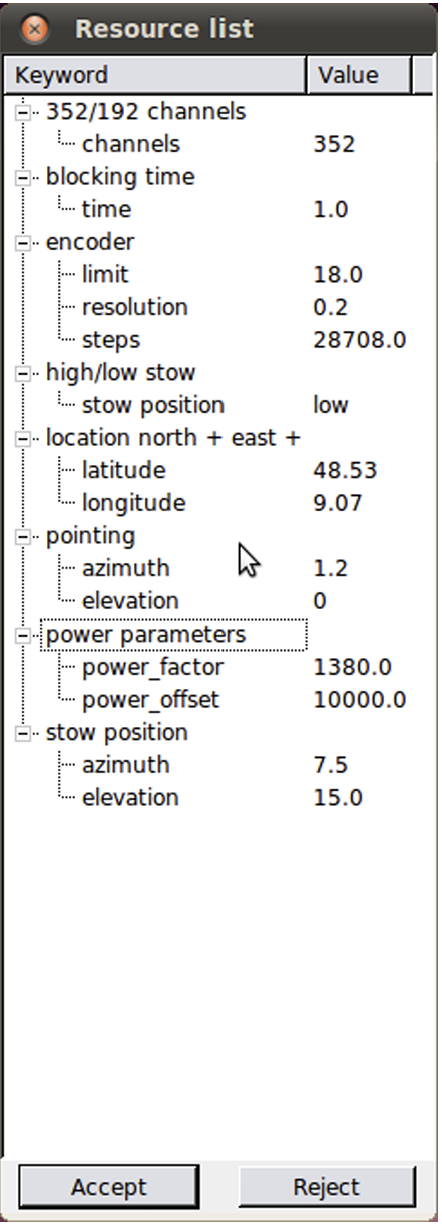 Resource list
Keyword Value
352/192 channels
channels 352
blocking time
time 1.0
encoder
limit 18.0
resolution 0.2
steps 28708.0
high/low stow
stow position low
location north + east +
latitude 48.53
longitude 9.07
pointing
azimuth 1.2
elevation 0
power parameters
power_factor 1380.0
power_offset 10000.0
stow position
azimuth 7.5
elevation 15.0
Accept Reject